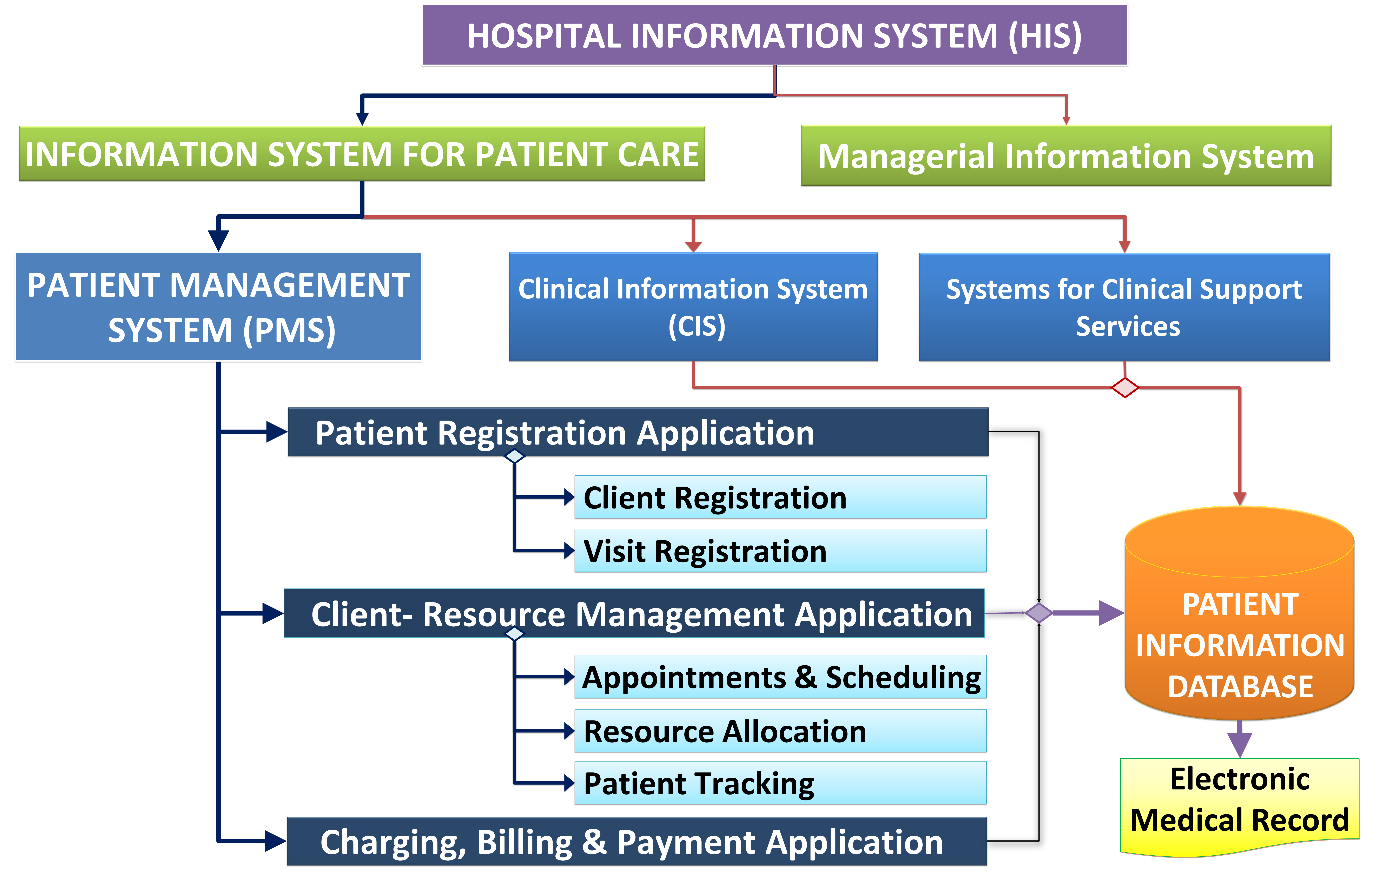 HOSPITAL INFORMATION SYSTEM (HIS)
INFORMATION SYSTEM FOR PATIENT CARE
Managerial Information System
PATIENT MANAGEMENT
SYSTEM (PMS)
Clinical Information System
(CIS)
Systems for Clinical Support
Services
Patient Registration Application
Client Registration
Visit Registration
Client- Resource Management Application
Appointments & Scheduling
Resource Allocation
Patient Tracking
Charging, Billing & Payment Application
PATIENT
INFORMATION
DATABASE
Electronic
Medical Record